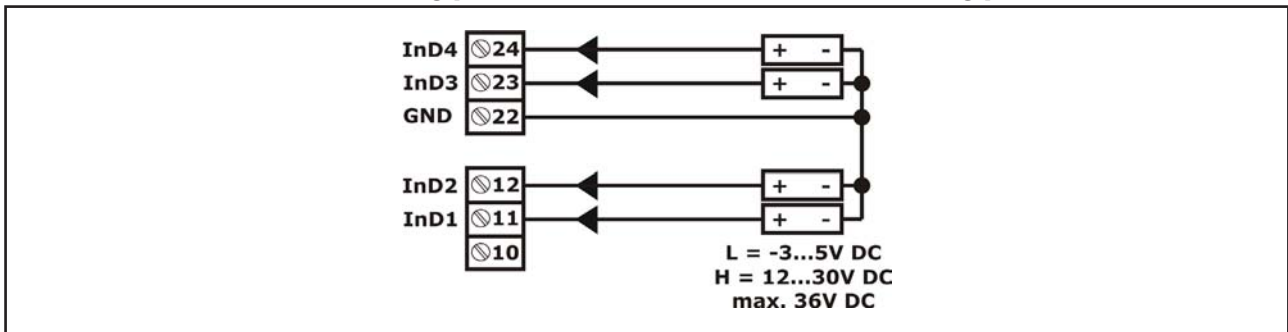 InD4 24 + -
InD3 23 + -
GND 22
InD2 12 + -
InD1 11 + -
10
L = -3...5V DC
H = 12...30V DC
max. 36V DC